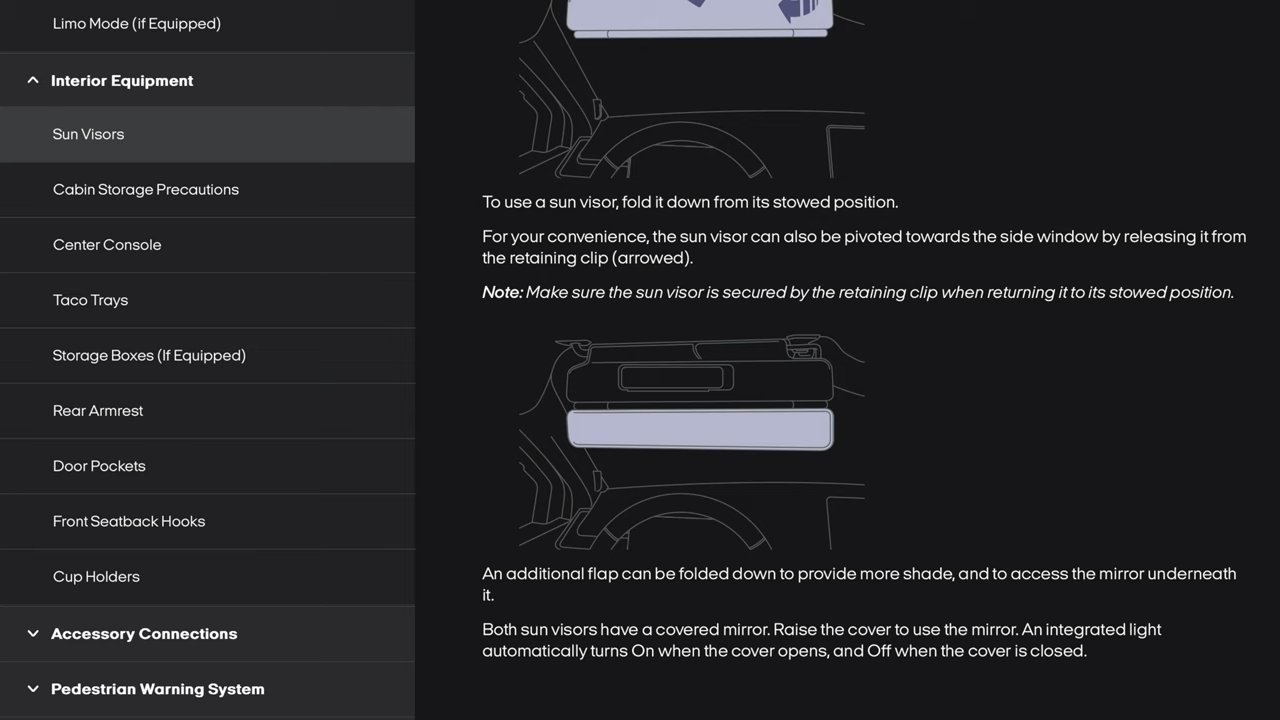 Limo Mode (if Equipped)
Interior Equipment
Sun Visors
Cabin Storage Precautions
Center Console
Taco Trays
Storage Boxes (If Equipped)
Rear Armrest
Door Pockets
Front Seatback Hooks
Cup Holders
Accessory Connections
Pedestrian Warning System
To use a sun visor, fold it down from its stowed position.
For your convenience, the sun visor can also be pivoted towards the side window by releasing it from
the retaining clip (arrowed).
Note: Make sure the sun visor is secured by the retaining clip when returning it to its stowed position.
An additional flap can be folded down to provide more shade, and to access the mirror underneath
it.
Both sun visors have a covered mirror. Raise the cover to use the mirror. An integrated light
automatically turns On when the cover opens, and Off when the cover is closed.